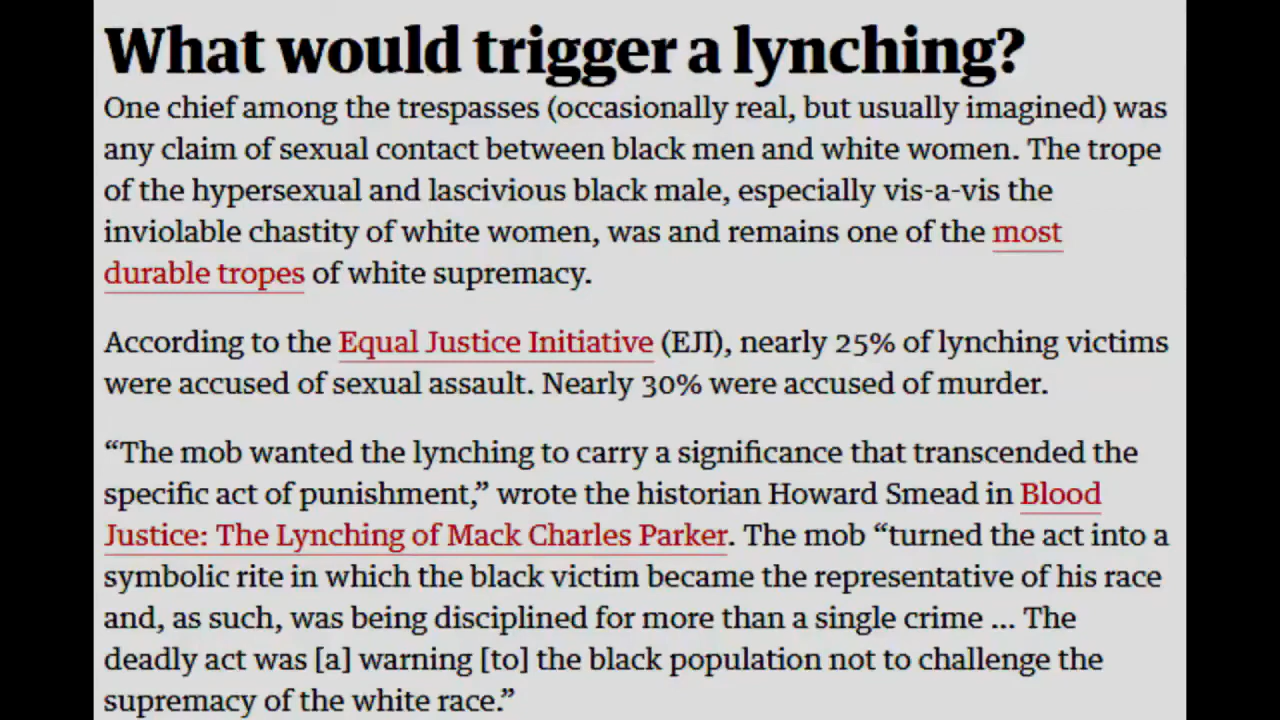 What would trigger a lynching?
One chief among the trespasses (occasionally real, but usually imagined) was
any claim of sexual contact between black men and white women. The trope
of the hypersexual and lascivious black male, especially vis-a-vis the
inviolable chastity of white women, was and remains one of the most
durable tropes of white supremacy.
According to the Equal Justice Initiative (EJI), nearly 25% of lynching victims
were accused of sexual assault. Nearly 30% were accused of murder.
“The mob wanted the lynching to carry a significance that transcended the
specific act of punishment,” wrote the historian Howard Smead in Blood
Justice: The Lynching of Mack Charles Parker. The mob “turned the act into a
symbolic rite in which the black victim became the representative of his race
and, as such, was being disciplined for more than a single crime ... The
deadly act was [a] warning [to] the black population not to challenge the
supremacy of the white race.”